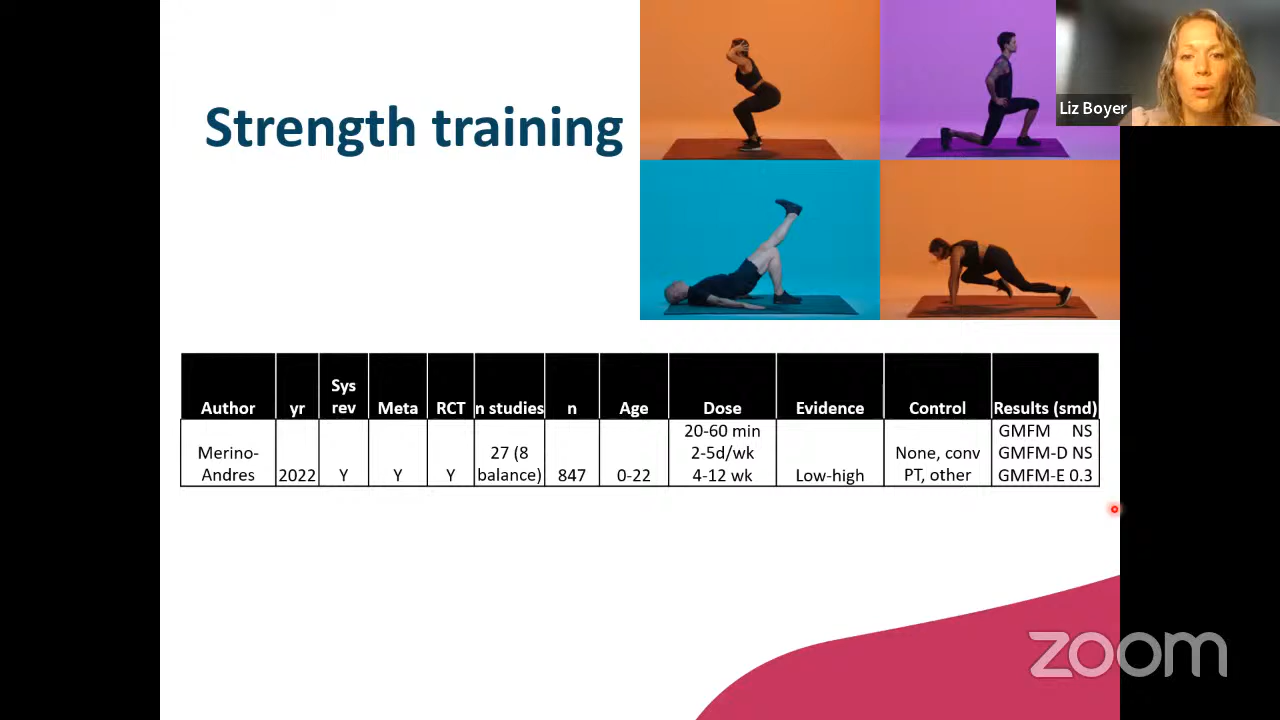 Strength training
Liz Boyer
Author yr Sys rev Meta RCT n studies n Age Dose Evidence Control Results (smd)
Merino-Andres 2022 Y Y Y 27 (8 balance) 847 0-22 20-60 min 2-5d/wk 4-12 wk Low-high None, conv PT, other GMFM NS GMFM-D NS GMFM-E 0.3
zoom